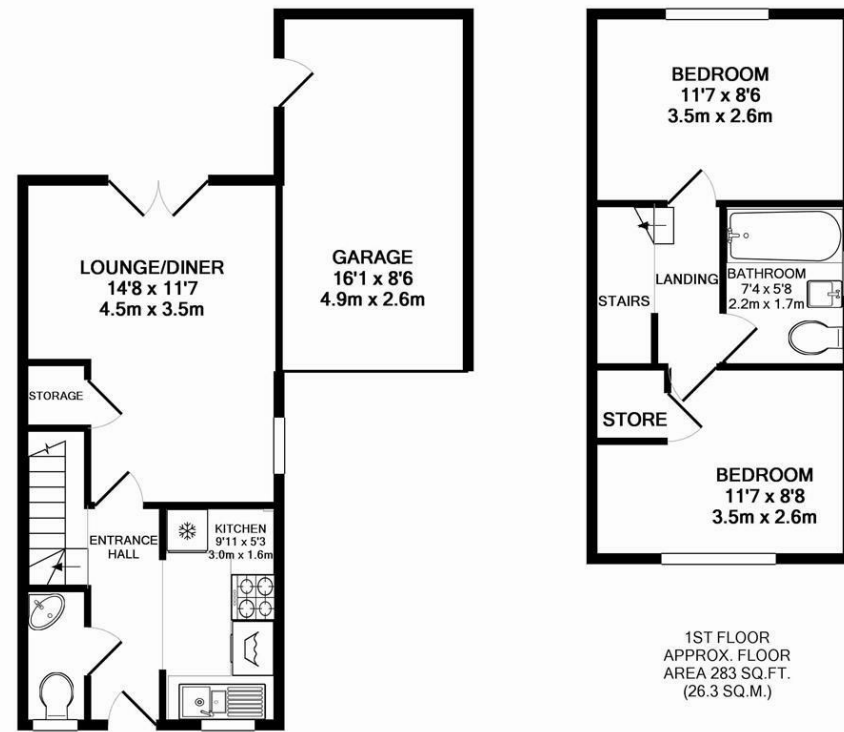 LOUNGE/DINER
14'8 x 11'7
4.5m x 3.5m
GARAGE
16'1 x 8'6
4.9m x 2.6m
STORAGE
ENTRANCE
HALL
KITCHEN
9'11 x 5'3
3.0m x 1.6m
BEDROOM
11'7 x 8'6
3.5m x 2.6m
LANDING
STAIRS
BATHROOM
7'4 x 5'8
2.2m x 1.7m
STORE
BEDROOM
11'7 x 8'8
3.5m x 2.6m
1ST FLOOR
APPROX. FLOOR
AREA 283 SQ.FT.
(26.3 SQ.M.)